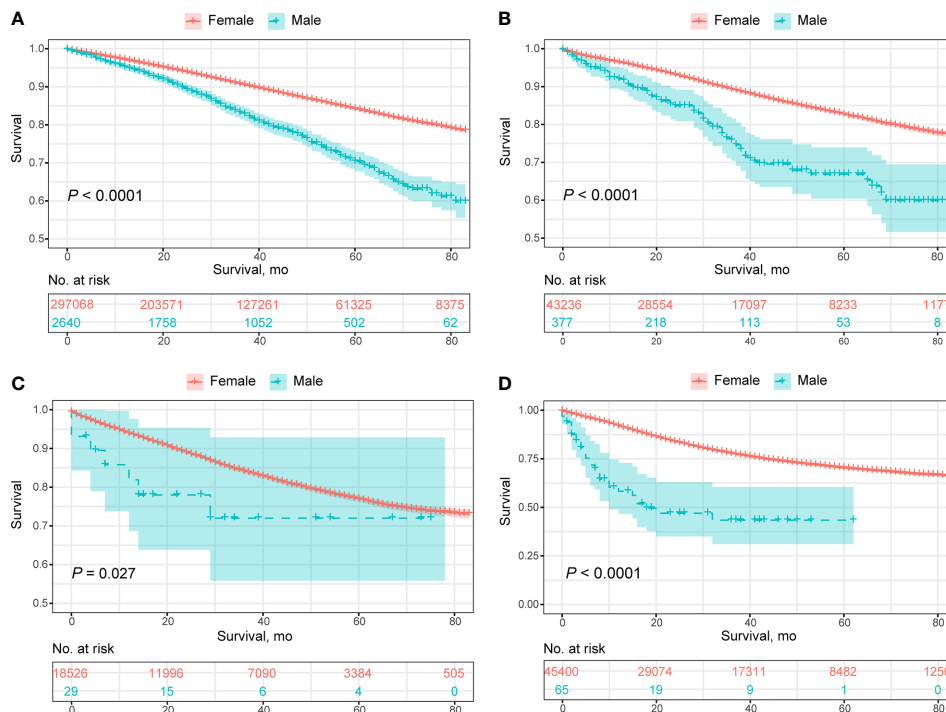 A
Female Male
1.0
0.9
0.8
0.7
0.6
0.5
Survival
P < 0.0001
0 20 40 60 80
Survival, mo
No. at risk
297068 203571 127261 61325 8375
2640 1758 1052 502 62
0 20 40 60 80
B
Female Male
1.0
0.9
0.8
0.7
0.6
0.5
Survival
P < 0.0001
0 20 40 60 80
Survival, mo
No. at risk
43236 28554 17097 8233 1177
377 218 113 53 8
0 20 40 60 80
C
Female Male
1.0
0.9
0.8
0.7
0.6
0.5
Survival
P = 0.027
0 20 40 60 80
Survival, mo
No. at risk
18526 11996 7090 3384 505
29 15 6 4 0
0 20 40 60 80
D
Female Male
1.00
0.75
0.50
0.25
0.00
Survival
P < 0.0001
0 20 40 60 80
Survival, mo
No. at risk
45400 29074 17311 8482 1250
65 19 9 1 0
0 20 40 60 80